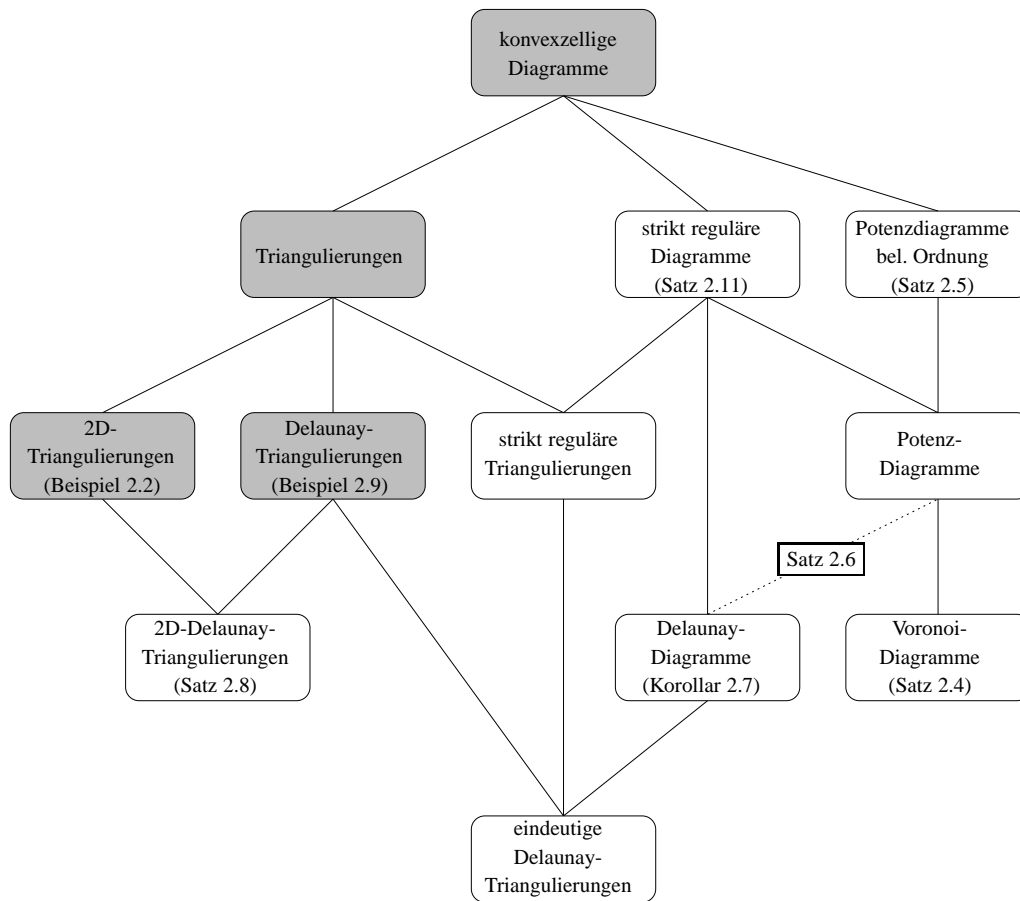 konvexzellige
Diagramme
Triangulierungen
strikt reguläre
Diagramme
(Satz 2.11)
Potenzdiagramme
bel. Ordnung
(Satz 2.5)
2D-
Triangulierungen
(Beispiel 2.2)
Delaunay-
Triangulierungen
(Beispiel 2.9)
strikt reguläre
Triangulierungen
Potenz-
Diagramme
Satz 2.6
2D-Delaunay-
Triangulierungen
(Satz 2.8)
Delaunay-
Diagramme
(Korollar 2.7)
Voronoi-
Diagramme
(Satz 2.4)
eindeutige
Delaunay-
Triangulierungen